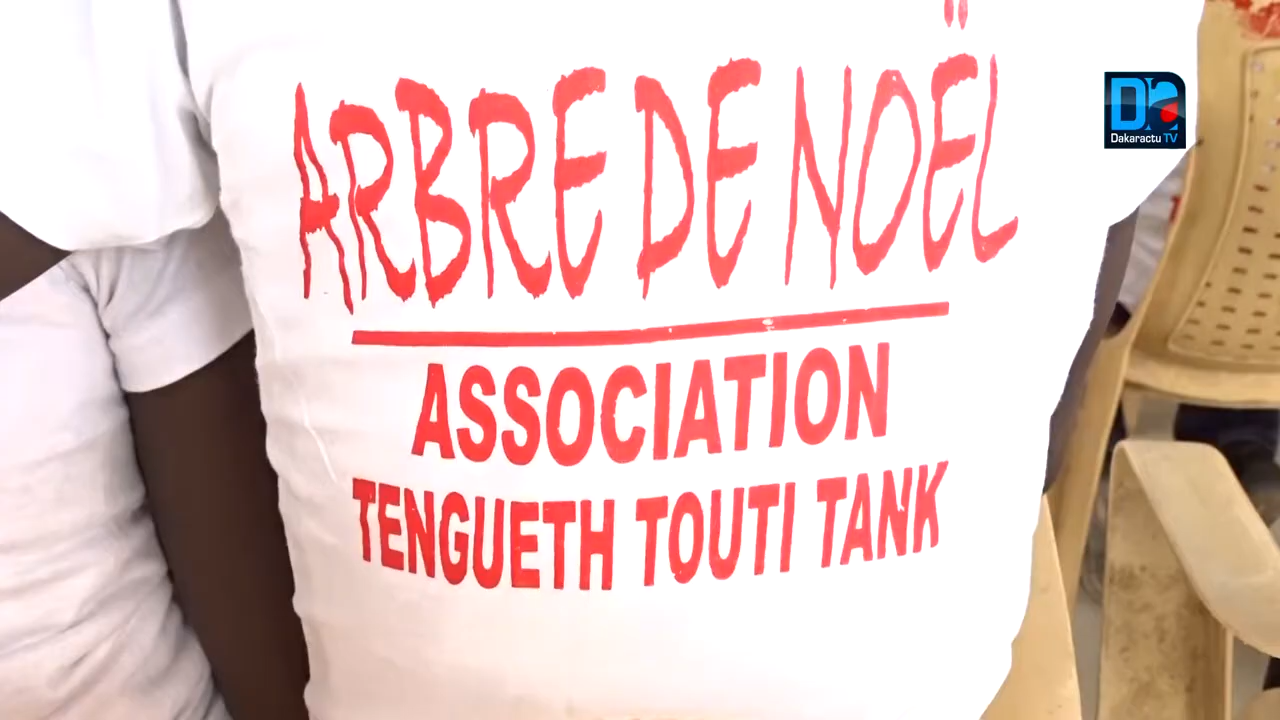 ARBRE DE NOËL
ASSOCIATION
TENGUETH TOUTI TANK
Dakaractu TV